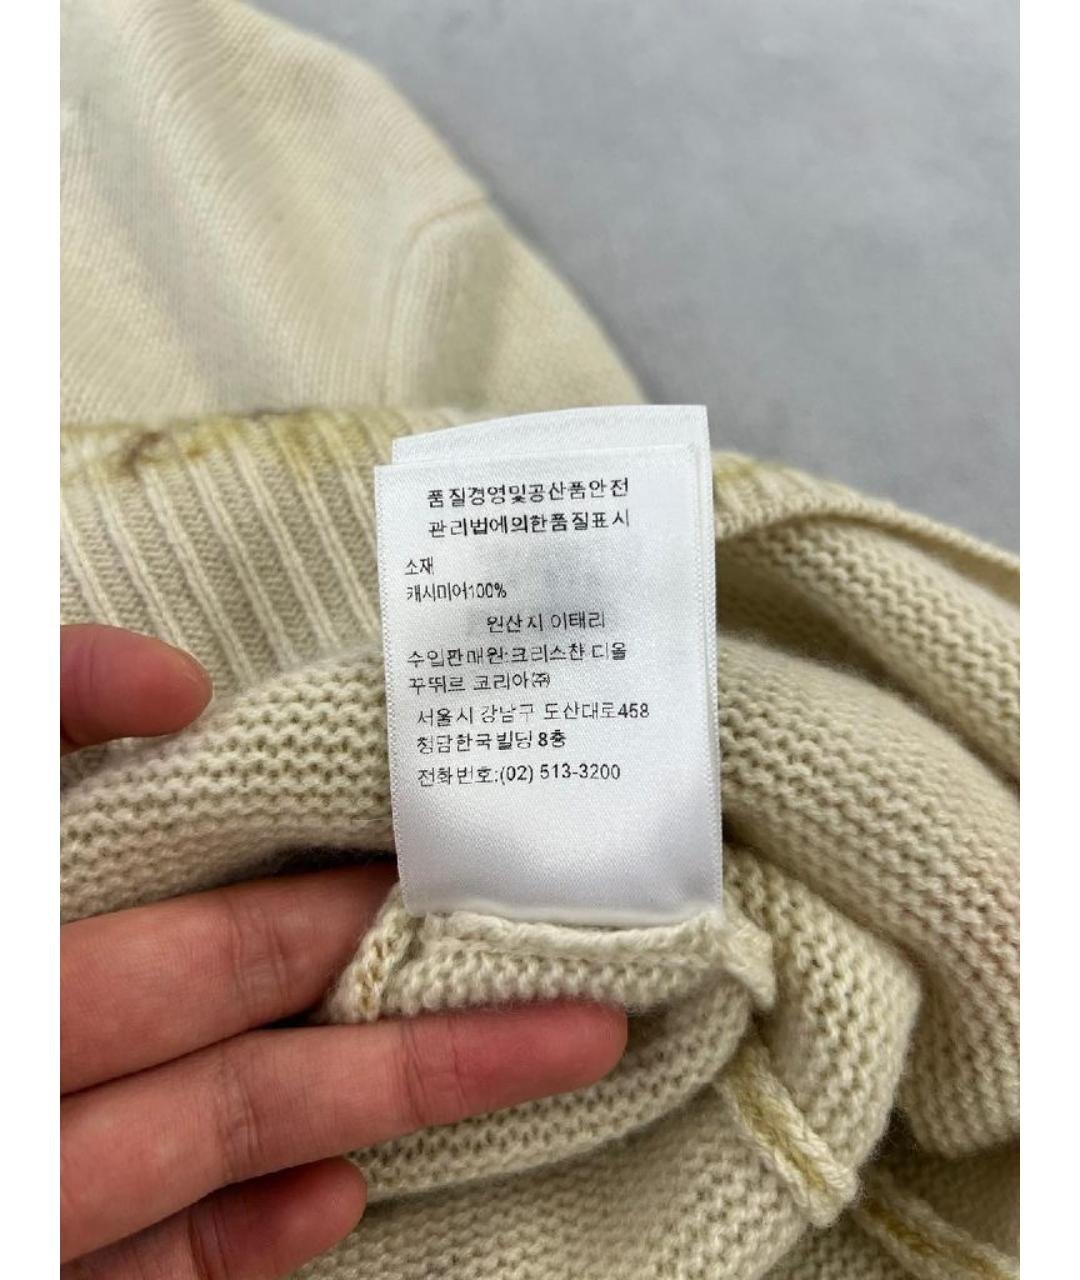 품질경영및공산품안전
관리법에의한품질표시
소재
캐시미어100%
원산지 이태리
수입판매원:크리스챤 디올
꾸뛰르 코리아㈜
서울시 강남구 도산대로458
청담한국빌딩 8층
전화번호:(02) 513-3200